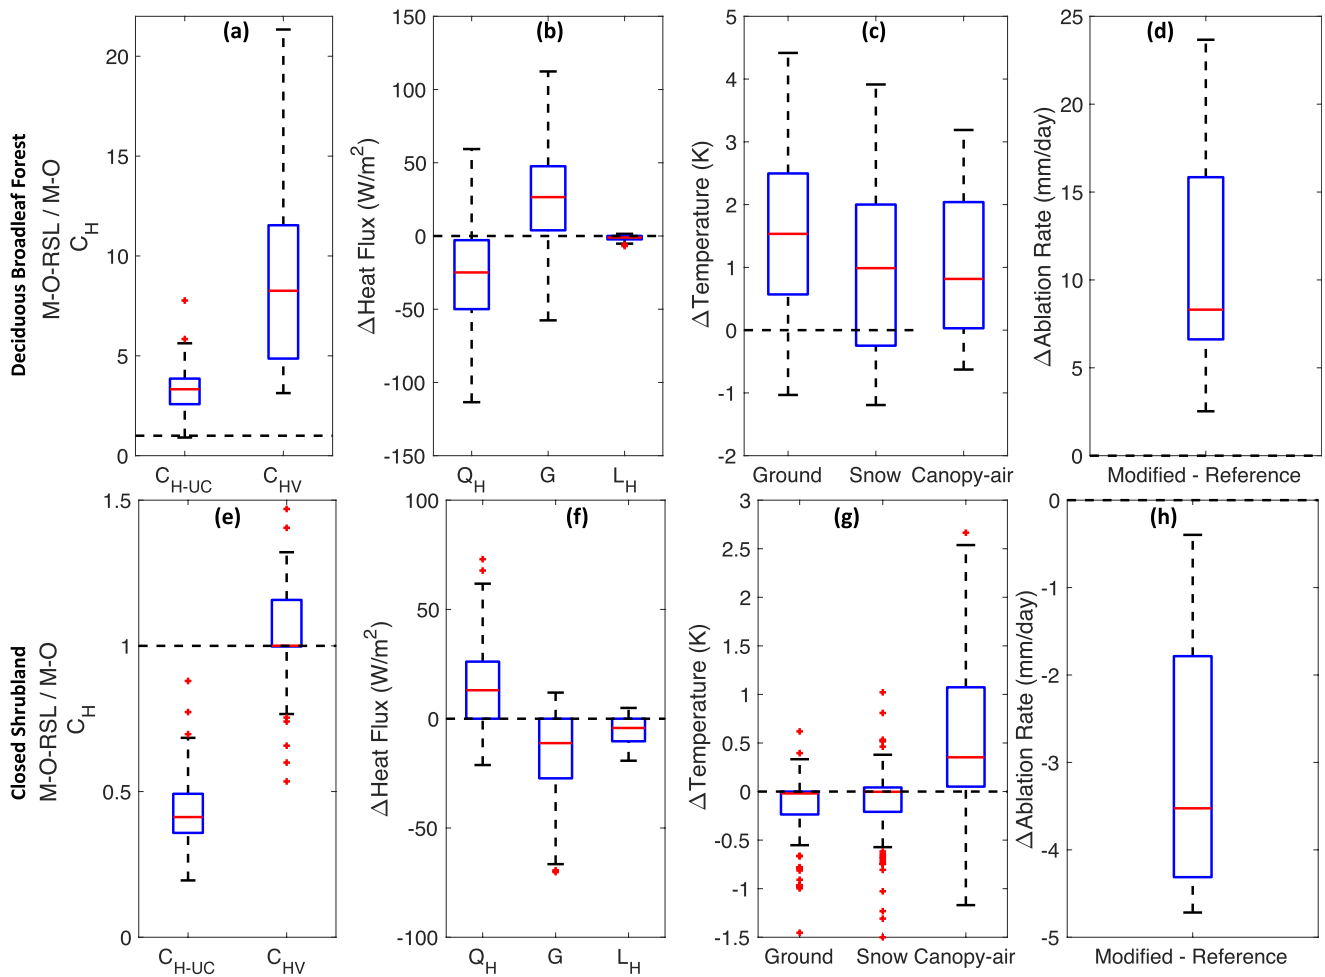 Deciduous Broadleaf Forest
M-O-RSL / M-O
C_H
(a)
20
15
10
5
0
C_H-UC
C_HV
(b)
ΔHeat Flux (W/m²)
150
100
50
0
-50
-100
-150
Q_H
G
L_H
(c)
ΔTemperature (K)
5
4
3
2
1
0
-1
-2
Ground
Snow
Canopy-air
(d)
ΔAblation Rate (mm/day)
25
20
15
10
5
0
Modified - Reference
Closed Shrubland
M-O-RSL / M-O
C_H
(e)
1.5
1
0.5
0
C_H-UC
C_HV
(f)
ΔHeat Flux (W/m²)
100
50
0
-50
-100
Q_H
G
L_H
(g)
ΔTemperature (K)
3
2.5
2
1.5
1
0.5
0
-0.5
-1
-1.5
Ground
Snow
Canopy-air
(h)
ΔAblation Rate (mm/day)
0
-1
-2
-3
-4
-5
Modified - Reference